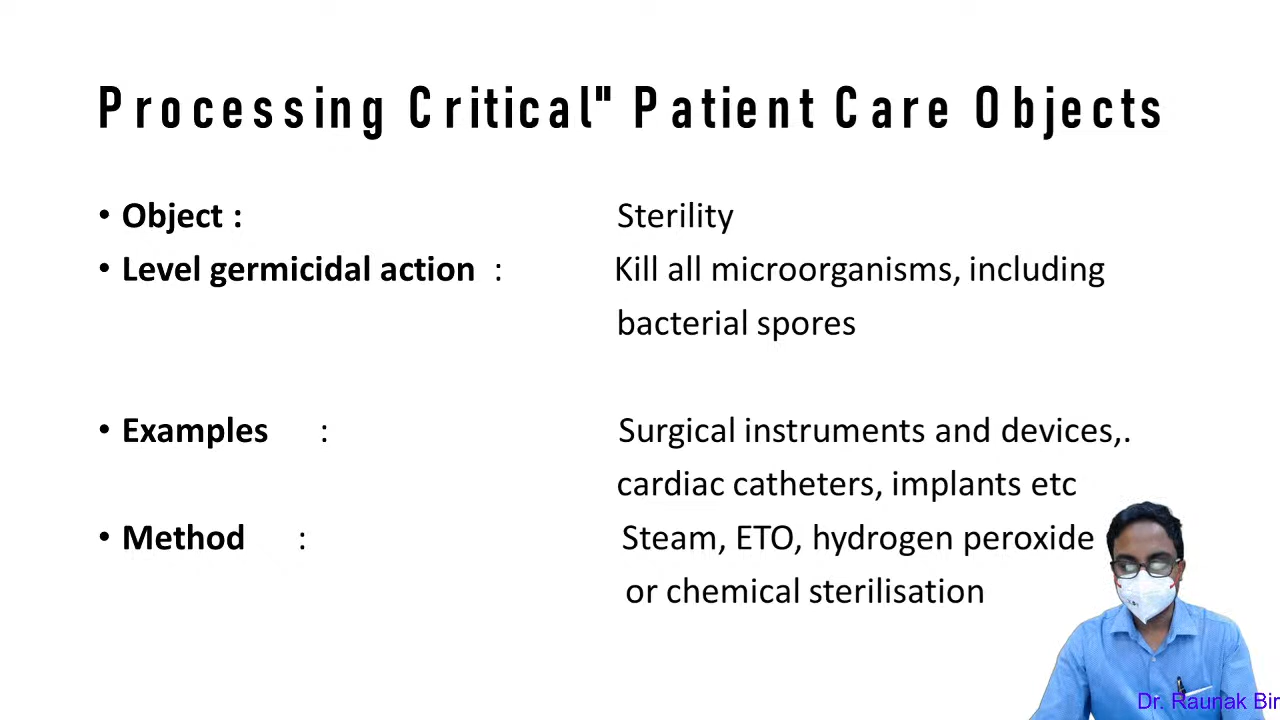 Processing Critical" Patient Care Objects
• Object : Sterility
• Level germicidal action : Kill all microorganisms, including
bacterial spores
• Examples : Surgical instruments and devices,.
cardiac catheters, implants etc
• Method : Steam, ETO, hydrogen peroxide
or chemical sterilisation
Dr. Raunak Bir